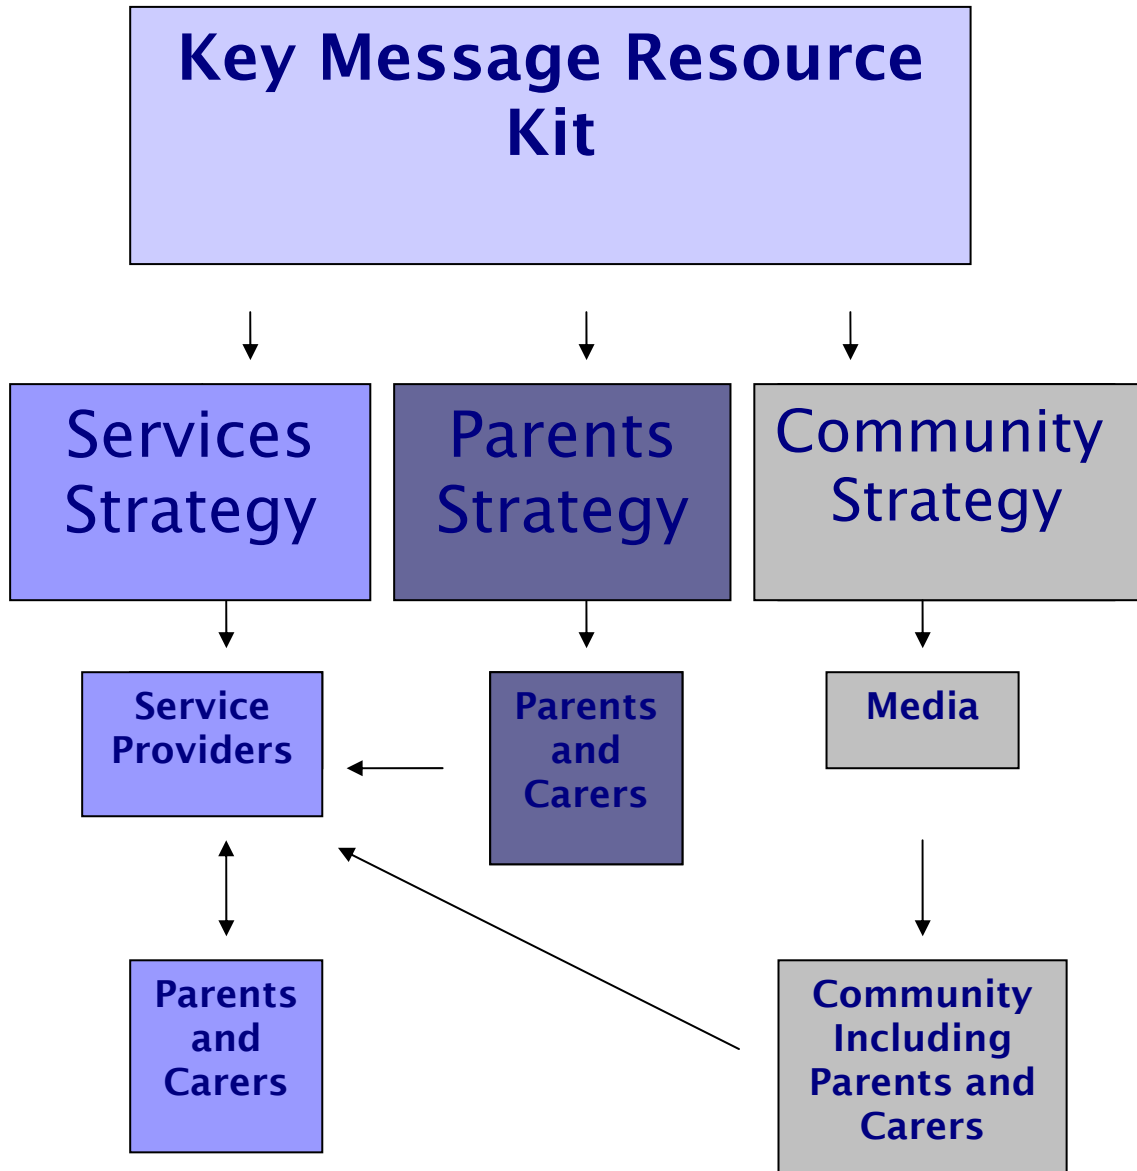 Key Message Resource
Kit
Services
Strategy
Parents
Strategy
Community
Strategy
Service
Providers
Parents
and
Carers
Media
Parents
and
Carers
Community
Including
Parents and
Carers